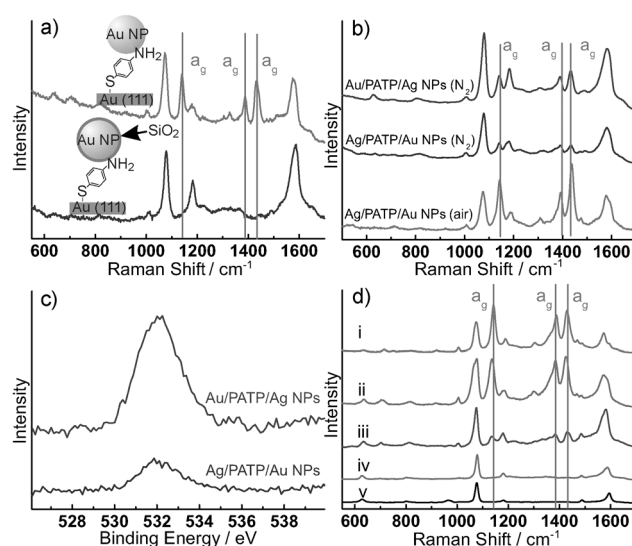 a)
Au NP
NH2
S
Au (111)
ag
ag
ag
SiO2
Au NP
NH2
S
Au (111)
Intensity
600 800 1000 1200 1400 1600
Raman Shift / cm-1
b)
ag
ag
ag
Au/PATP/Ag NPs (N2)
Ag/PATP/Au NPs (N2)
Ag/PATP/Au NPs (air)
Intensity
600 800 1000 1200 1400 1600
Raman Shift / cm-1
c)
Au/PATP/Ag NPs
Ag/PATP/Au NPs
Intensity
528 530 532 534 536 538
Binding Energy / eV
d)
ag
ag
ag
i
ii
iii
iv
v
Intensity
600 800 1000 1200 1400 1600
Raman Shift / cm-1